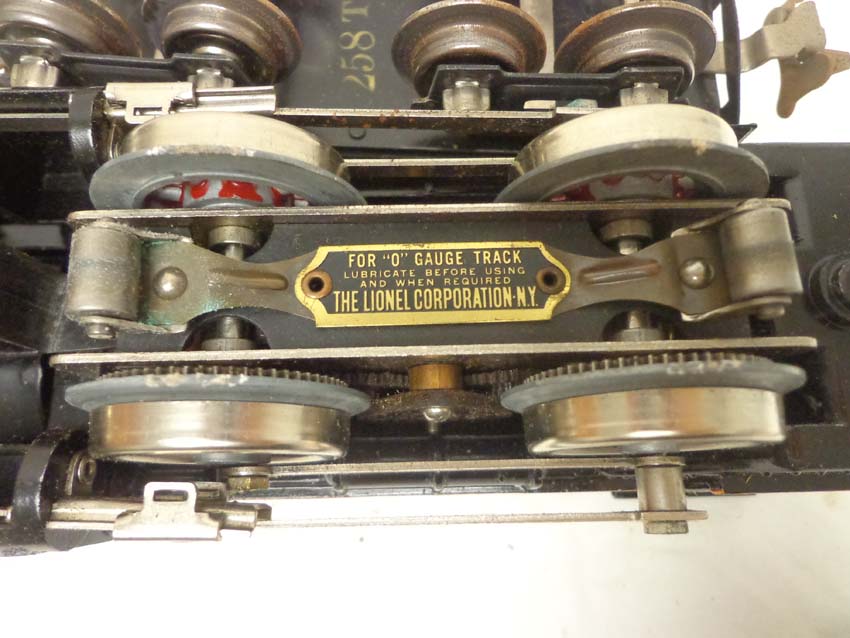 258 T
FOR "O" GAUGE TRACK
LUBRICATE BEFORE USING
AND WHEN REQUIRED
THE LIONEL CORPORATION·N.Y.